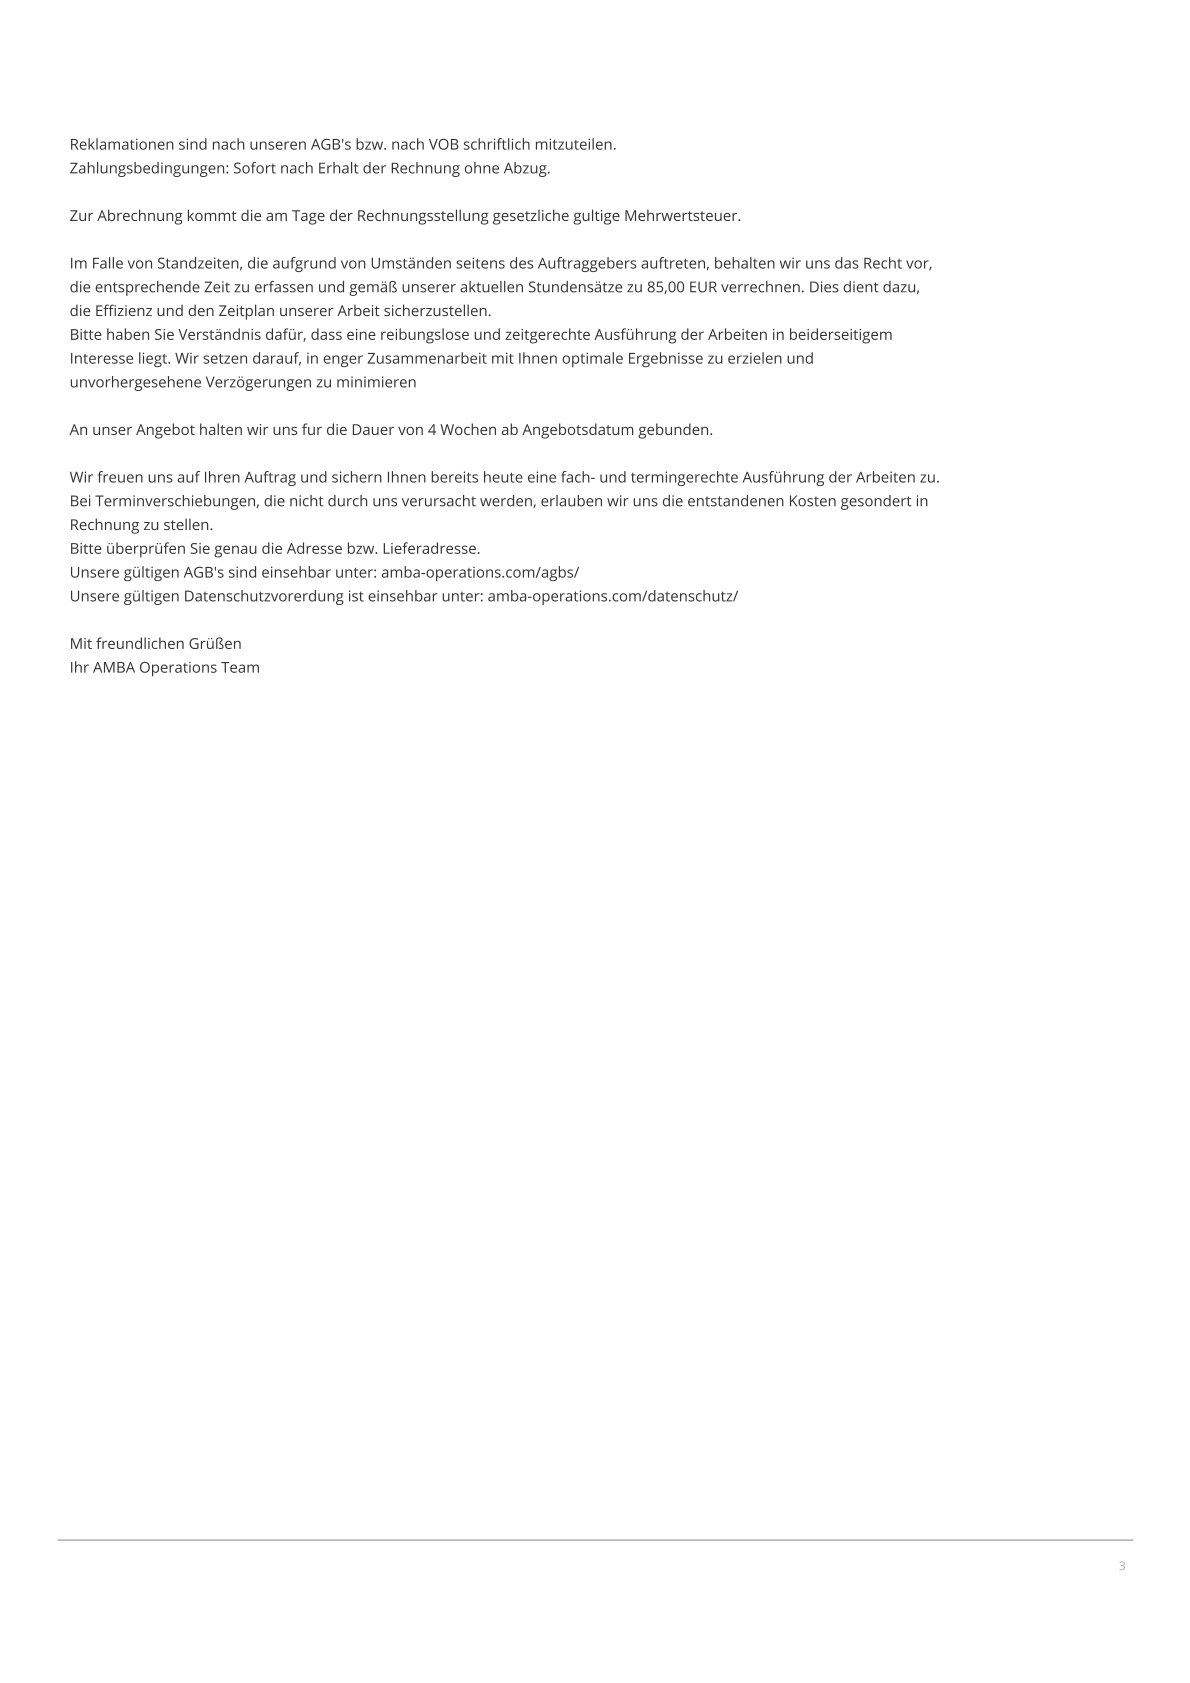 Reklamationen sind nach unseren AGB's bzw. nach VOB schriftlich mitzuteilen.
Zahlungsbedingungen: Sofort nach Erhalt der Rechnung ohne Abzug.
Zur Abrechnung kommt die am Tage der Rechnungsstellung gesetzliche gultige Mehrwertsteuer.
Im Falle von Standzeiten, die aufgrund von Umständen seitens des Auftraggebers auftreten, behalten wir uns das Recht vor,
die entsprechende Zeit zu erfassen und gemäß unserer aktuellen Stundensätze zu 85,00 EUR verrechnen. Dies dient dazu,
die Effizienz und den Zeitplan unserer Arbeit sicherzustellen.
Bitte haben Sie Verständnis dafür, dass eine reibungslose und zeitgerechte Ausführung der Arbeiten in beiderseitigem
Interesse liegt. Wir setzen darauf, in enger Zusammenarbeit mit Ihnen optimale Ergebnisse zu erzielen und
unvorhergesehene Verzögerungen zu minimieren
An unser Angebot halten wir uns fur die Dauer von 4 Wochen ab Angebotsdatum gebunden.
Wir freuen uns auf Ihren Auftrag und sichern Ihnen bereits heute eine fach- und termingerechte Ausführung der Arbeiten zu.
Bei Terminverschiebungen, die nicht durch uns verursacht werden, erlauben wir uns die entstandenen Kosten gesondert in
Rechnung zu stellen.
Bitte überprüfen Sie genau die Adresse bzw. Lieferadresse.
Unsere gültigen AGB's sind einsehbar unter: amba-operations.com/agbs/
Unsere gültigen Datenschutzvorerdung ist einsehbar unter: amba-operations.com/datenschutz/
Mit freundlichen Grüßen
Ihr AMBA Operations Team
3